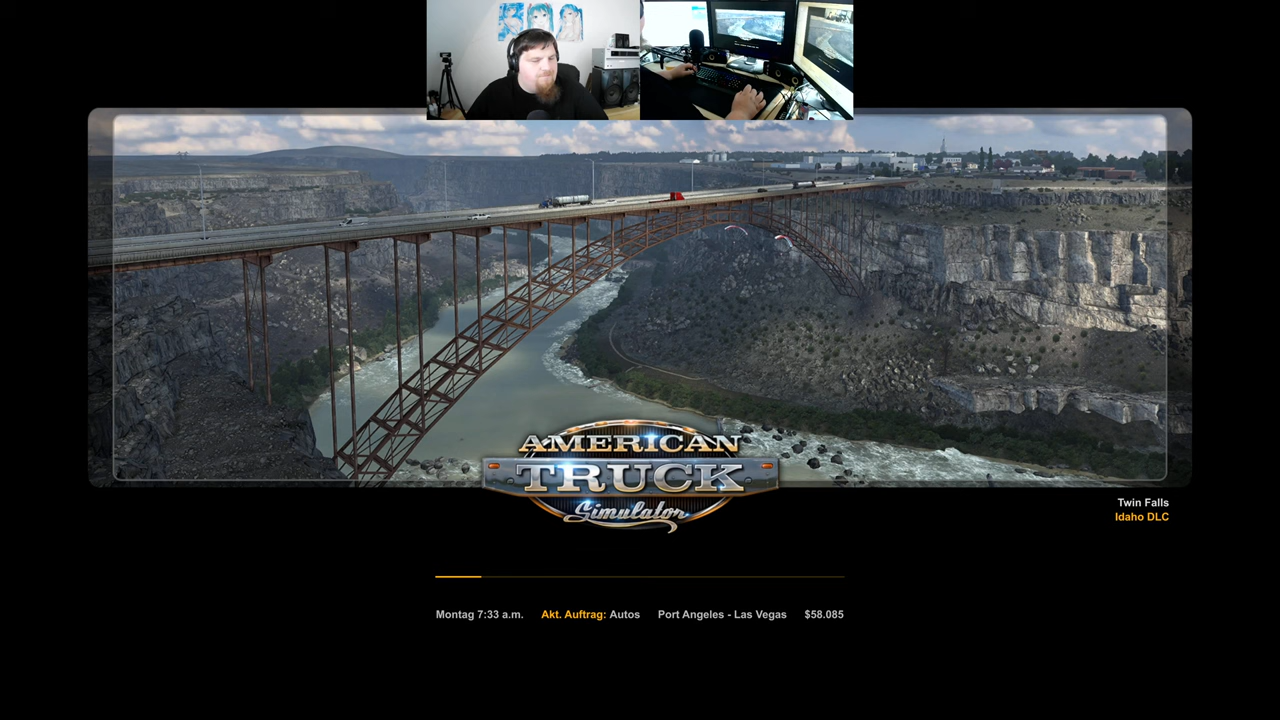 AMERICAN
TRUCK
Simulator
Twin Falls
Idaho DLC
Montag 7:33 a.m. Akt. Auftrag: Autos Port Angeles - Las Vegas $58.085